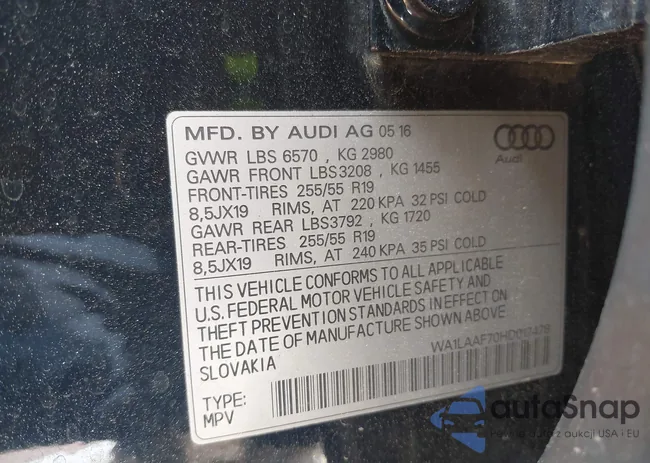 MFD. BY AUDI AG 05 16
GVWR LBS 6570 , KG 2980
GAWR FRONT LBS3208 , KG 1455
FRONT-TIRES 255/55 R19
8,5JX19 RIMS, AT 220 KPA 32 PSI COLD
GAWR REAR LBS3792 , KG 1720
REAR-TIRES 255/55 R19
8,5JX19 RIMS, AT 240 KPA 35 PSI COLD
Audi
THIS VEHICLE CONFORMS TO ALL APPLICABLE
U.S. FEDERAL MOTOR VEHICLE SAFETY AND
THEFT PREVENTION STANDARDS IN EFFECT ON
THE DATE OF MANUFACTURE SHOWN ABOVE
SLOVAKIA
TYPE:
MPV
autoSnap
aukcji USA i EU